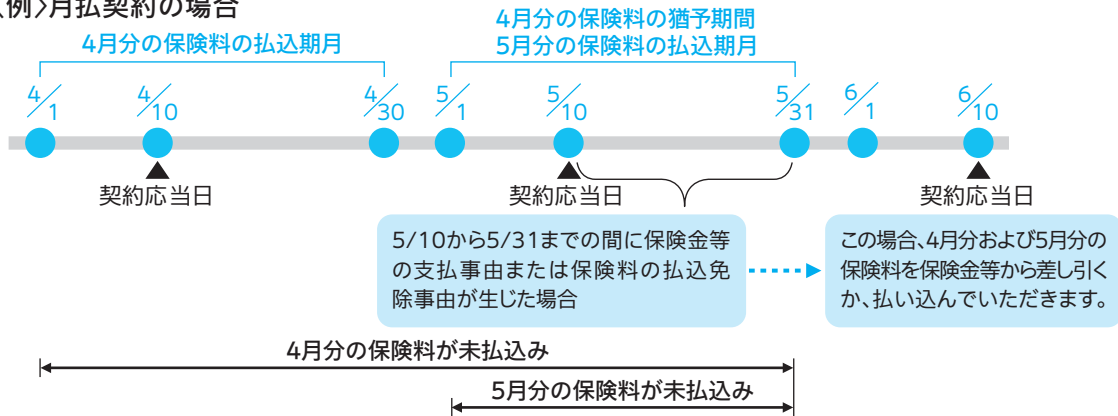 〈例〉月払契約の場合
4月分の保険料の猶予期間
4月分の保険料の払込期月
5月分の保険料の払込期月
4/1 4/10 4/30 5/1 5/10 5/31 6/1 6/10
契約応当日 契約応当日 契約応当日
5/10から5/31までの間に保険金等
の支払事由または保険料の払込免
除事由が生じた場合
この場合、4月分および5月分の
保険料を保険金等から差し引く
か、払い込んでいただきます。
4月分の保険料が未払込み
5月分の保険料が未払込み